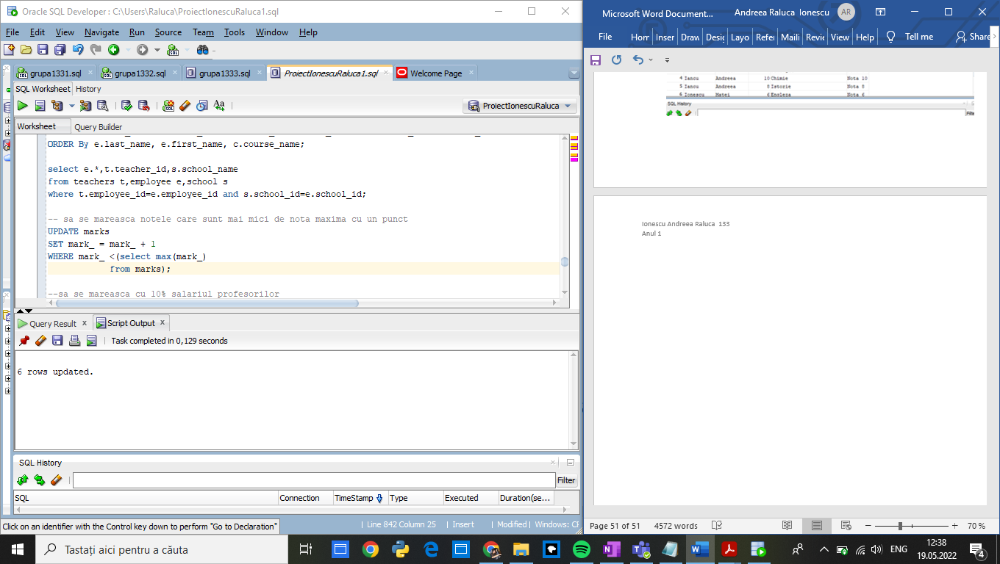 Oracle SQL Developer : C:\Users\Raluca\ProiectIonescuRaluca1.sql
File Edit View Navigate Run Source Team Tools Window Help
grupa1331.sql grupa1332.sql grupa1333.sql ProiectIonescuRaluca1.sql Welcome Page
SQL Worksheet History
ProiectIonescuRaluca
Worksheet Query Builder
ORDER By e.last_name, e.first_name, c.course_name;
select e.*,t.teacher_id,s.school_name
from teachers t,employee e,school s
where t.employee_id=e.employee_id and s.school_id=e.school_id;
-- sa se mareasca notele care sunt mai mici de nota maxima cu un punct
UPDATE marks
SET mark_ = mark_ + 1
WHERE mark_ <(select max(mark_)
from marks);
--sa se mareasca cu 10% salariul profesorilor
Query Result x Script Output x
Task completed in 0,129 seconds
6 rows updated.
SQL History
Filter
SQL Connection TimeStamp Type Executed Duration(se...
Click on an identifier with the Control key down to perform "Go to Declaration"
Line 842 Column 25 Insert Modified Windows: CF
Microsoft Word Document... Andreea Raluca Ionescu AR
File Hom Inser Draw Desig Layo Refer Maili Revie View Help Tell me Share
4 Iancu Andreea 10 Chimie Nota 10
5 Iancu Andreea 8 Istorie Nota 8
6 Ionescu Matei 6 Engleza Nota 6
SQL History
Filte
Ionescu Andreea Raluca 133
Anul 1
Page 51 of 51 4572 words 70 %
Tastați aici pentru a căuta
ENG
12:38
19.05.2022
4